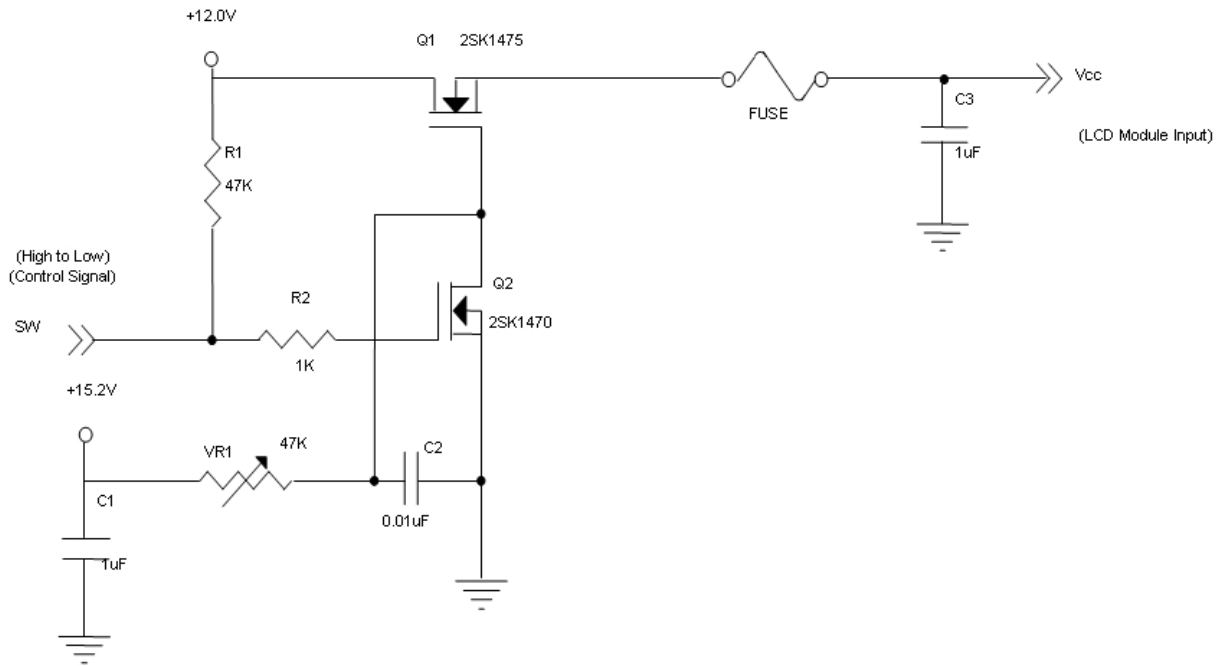 +12.0V
Q1 2SK1475
Vcc
FUSE
C3
(LCD Module Input)
1uF
R1
47K
(High to Low)
(Control Signal)
SW
R2
1K
Q2
2SK1470
+15.2V
VR1
47K
C2
0.01uF
C1
1uF